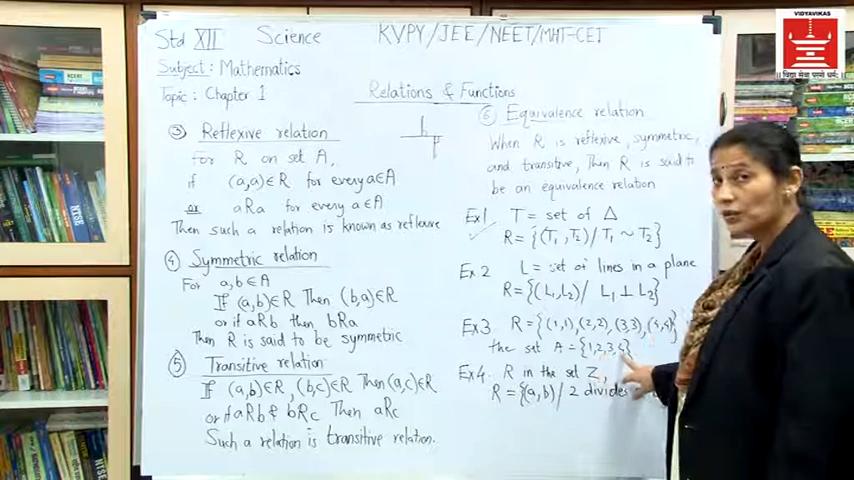 Std XII Science KVPY/JEE/NEET/MHT-CET
Subject: Mathematics
Topic: Chapter 1 Relations & Functions
③ Reflexive relation
For R on set A,
if (a,a)∈R for every a∈A
or aRa for every a∈A
Then such a relation is known as reflexive
④ Symmetric relation
For a,b∈A
If (a,b)∈R Then (b,a)∈R
or if aRb then bRa
Then R is said to be symmetric
⑤ Transitive relation
If (a,b)∈R, (b,c)∈R Then (a,c)∈R
or if aRb & bRc Then aRc
Such a relation is transitive relation.
⑥ Equivalence relation
When R is reflexive, symmetric,
and transitive, Then R is said to
be an equivalence relation
Ex1 T = set of Δ
R = {(T₁,T₂)/ T₁ ~ T₂}
Ex 2 L = set of lines in a plane
R = {(L₁,L₂)/ L₁ ⊥ L₂}
Ex3 R = {(1,1),(2,2),(3,3),(4,4)}
the set A = {1,2,3,4}
Ex4. R in the set Z,
R = {(a,b)/ 2 divides
VIDYAVIKAS
॥ विद्या सेवा परमो धर्मः ॥